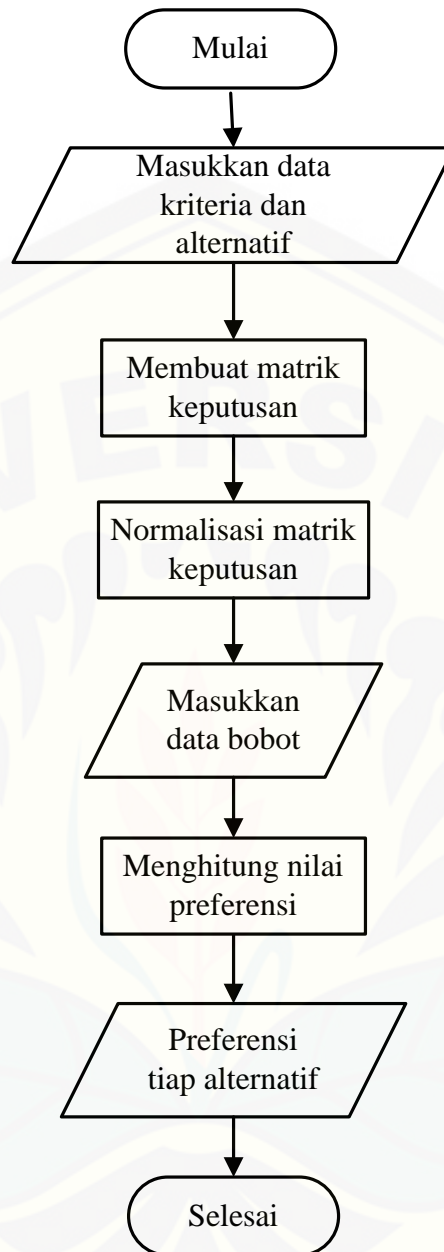 Mulai
Masukkan data
kriteria dan
alternatif
Membuat matrik
keputusan
Normalisasi matrik
keputusan
Masukkan
data bobot
Menghitung nilai
preferensi
Preferensi
tiap alternatif
Selesai